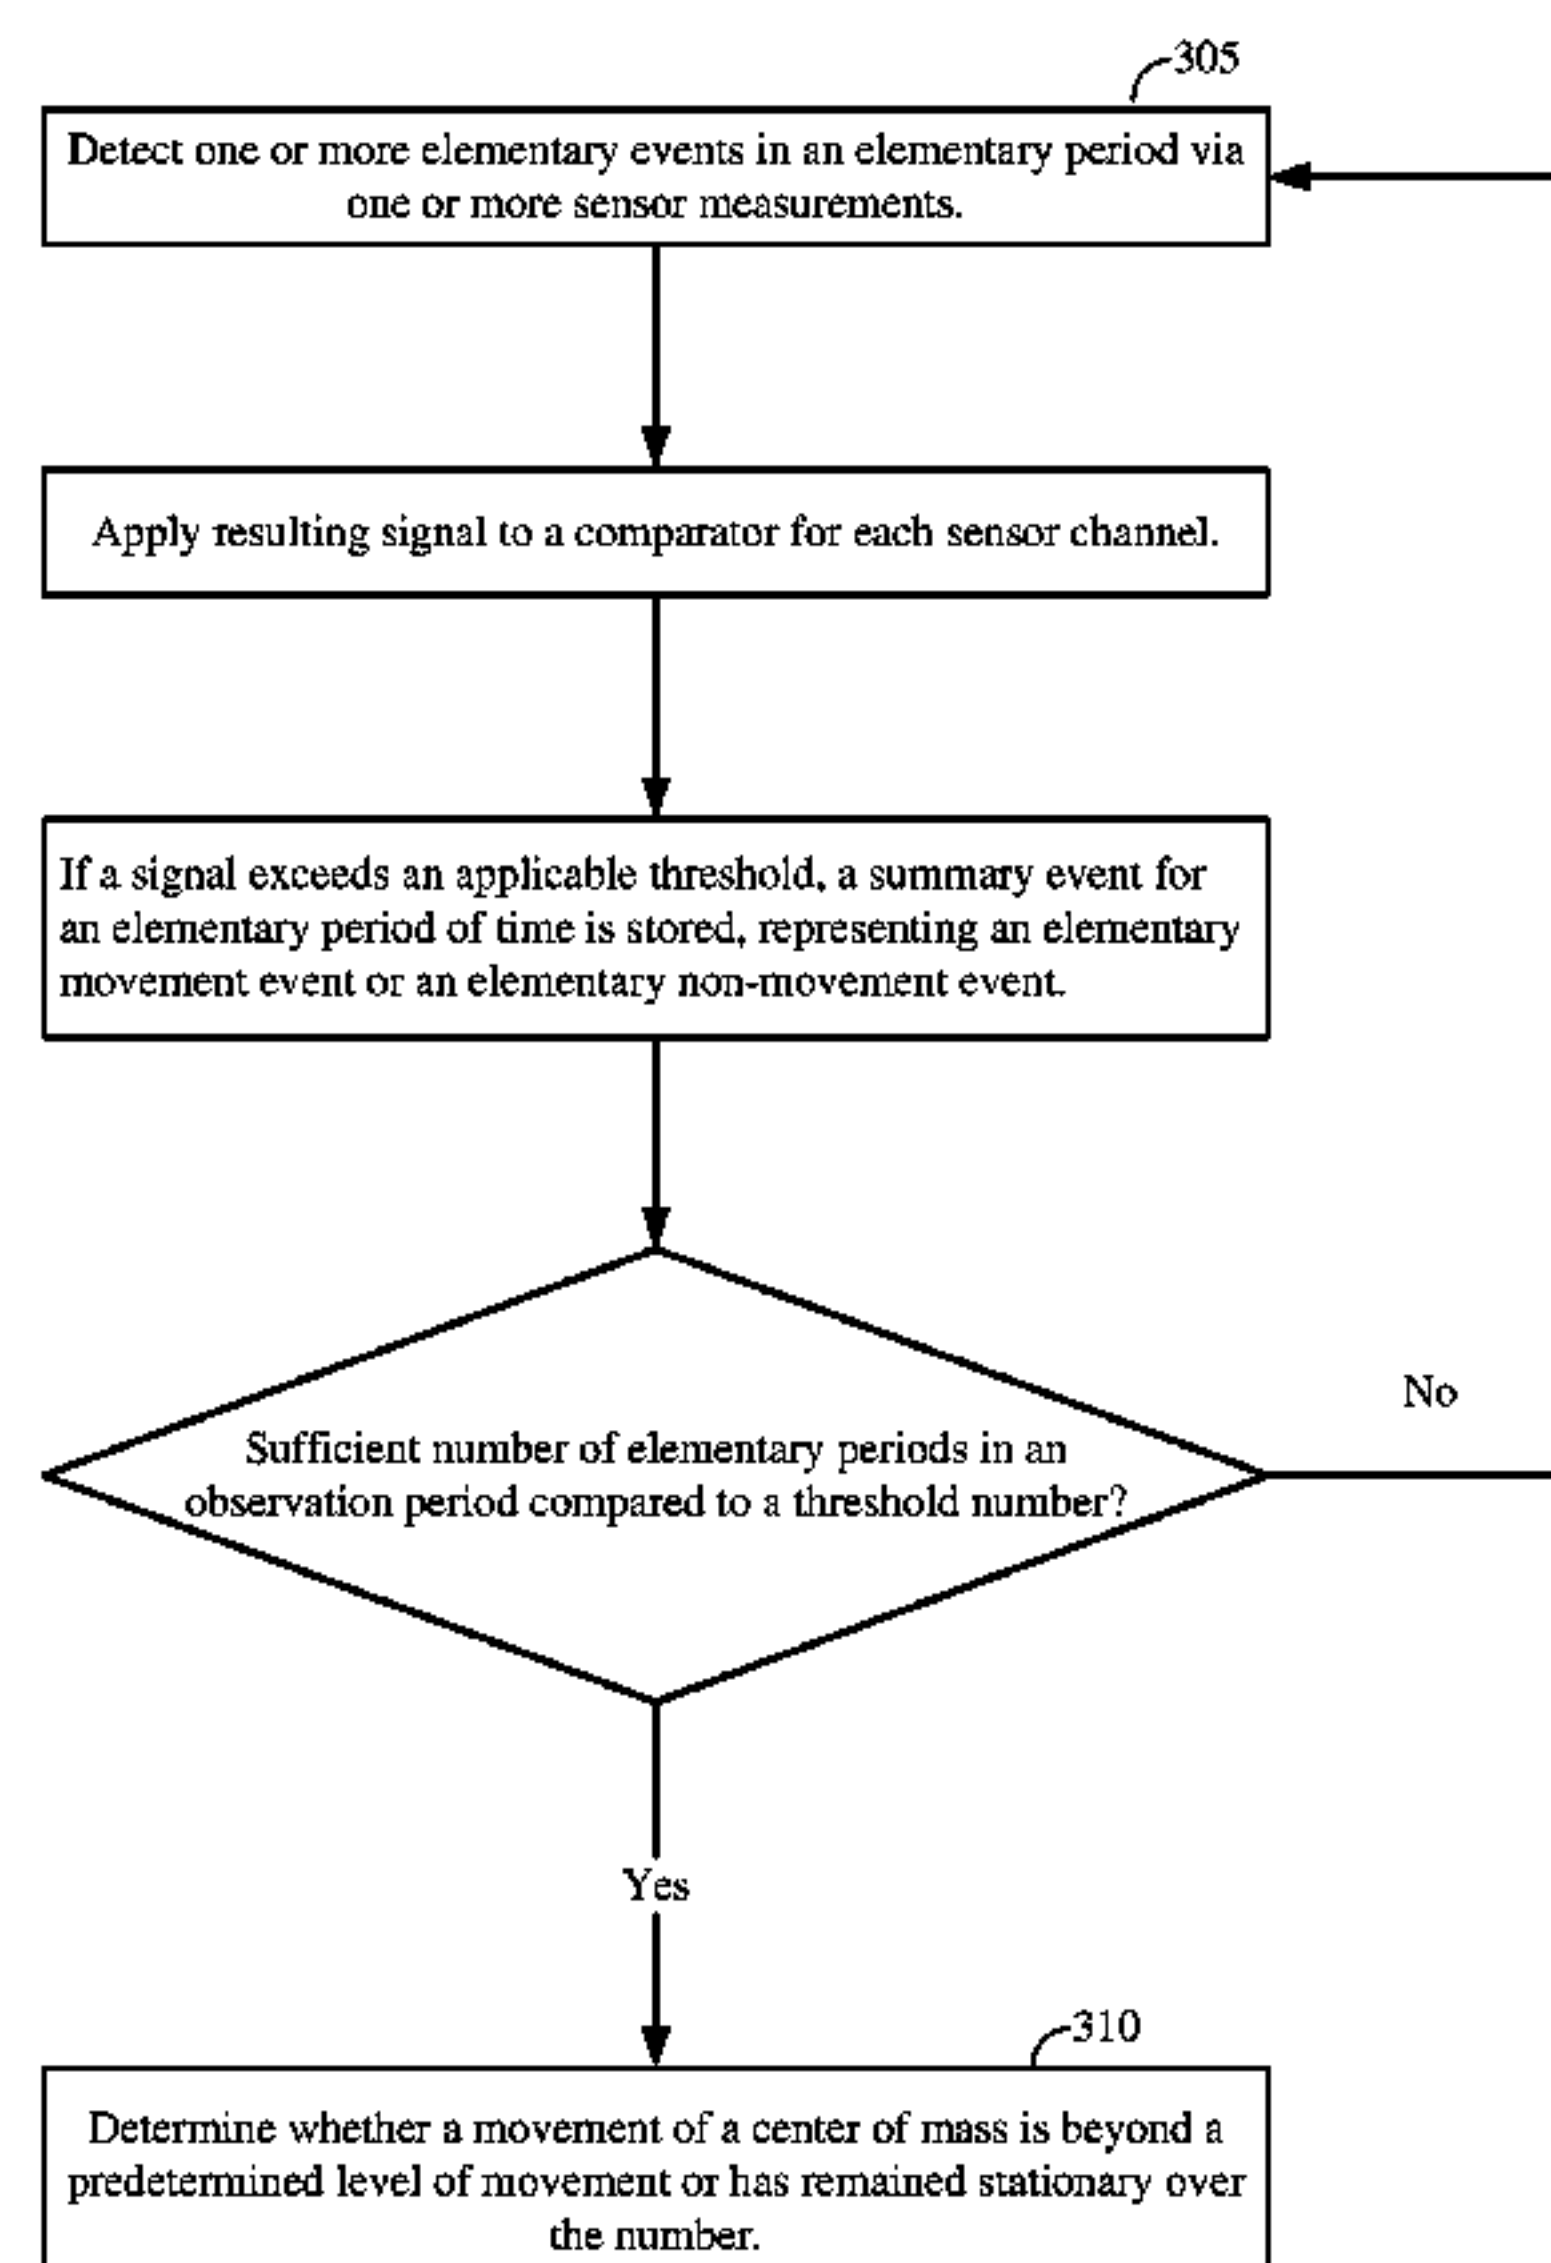 305
Detect one or more elementary events in an elementary period via
one or more sensor measurements.
Apply resulting signal to a comparator for each sensor channel.
If a signal exceeds an applicable threshold, a summary event for
an elementary period of time is stored, representing an elementary
movement event or an elementary non-movement event.
No
Sufficient number of elementary periods in an
observation period compared to a threshold number?
Yes
310
Determine whether a movement of a center of mass is beyond a
predetermined level of movement or has remained stationary over
the number.